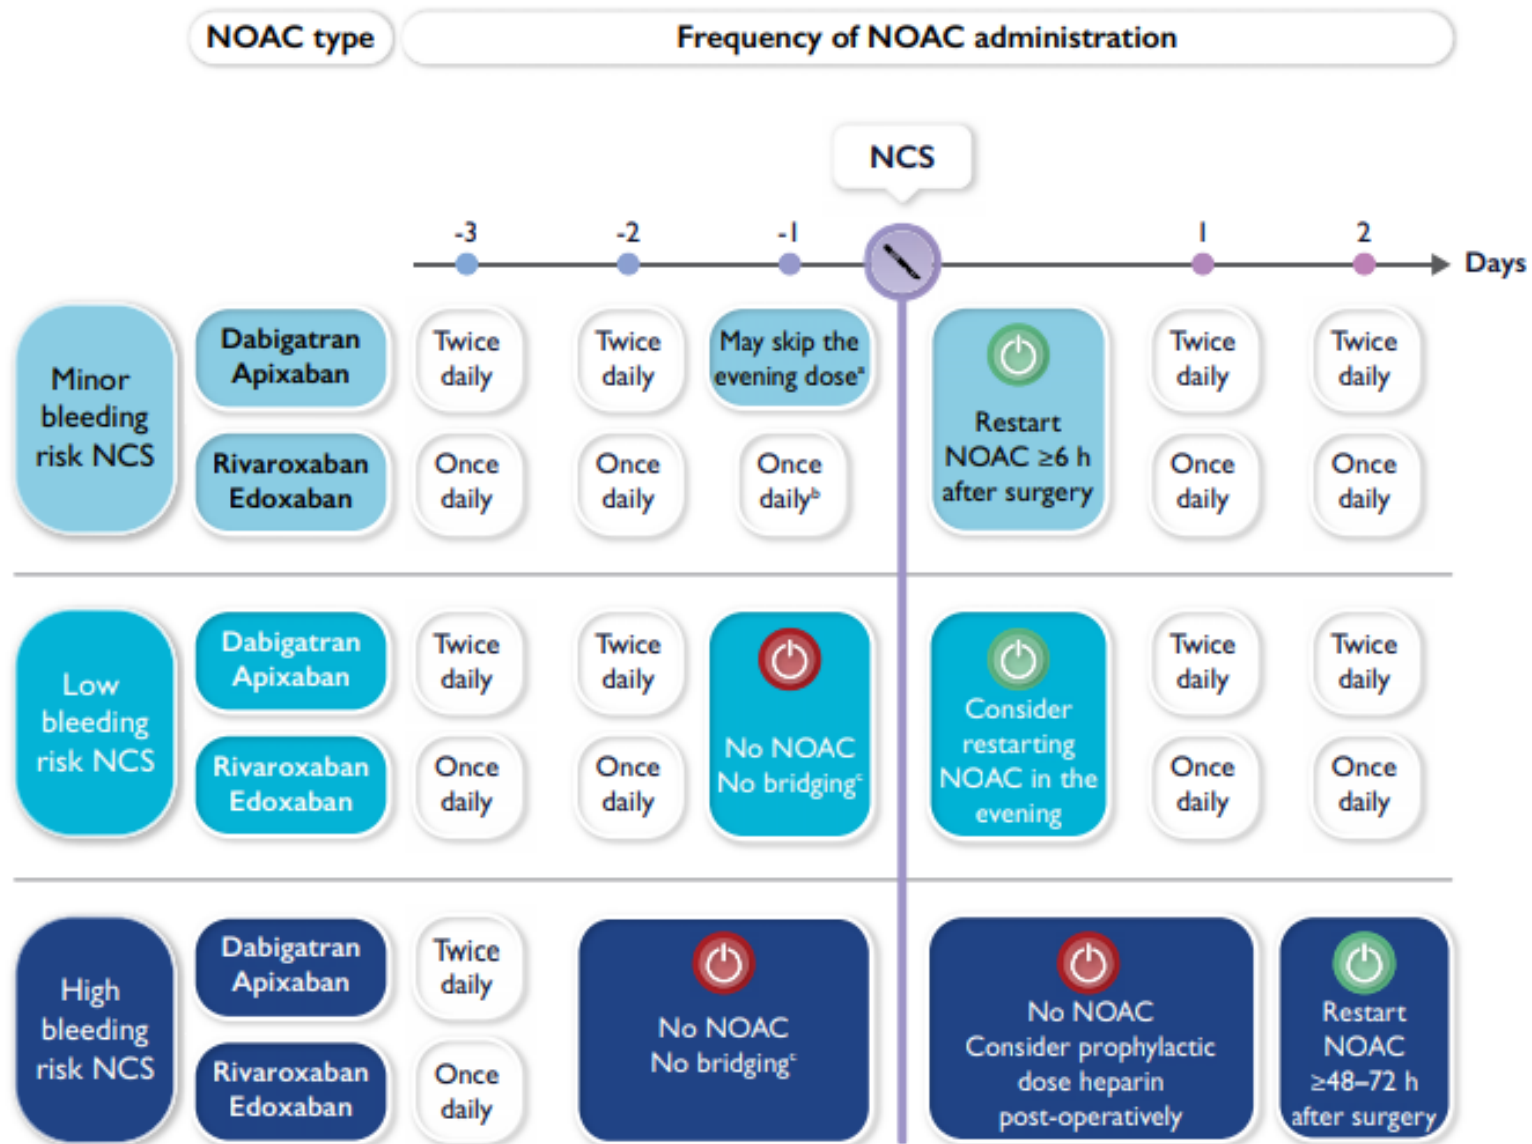 NOAC type
Frequency of NOAC administration
NCS
-3
-2
-1
1
2
Days
Minor
bleeding
risk NCS
Dabigatran
Apixaban
Twice
daily
Twice
daily
May skip the
evening doseᵃ
Restart
NOAC ≥6 h
after surgery
Twice
daily
Twice
daily
Rivaroxaban
Edoxaban
Once
daily
Once
daily
Once
dailyᵇ
Once
daily
Once
daily
Low
bleeding
risk NCS
Dabigatran
Apixaban
Twice
daily
Twice
daily
No NOAC
No bridgingᶜ
Consider
restarting
NOAC in the
evening
Twice
daily
Twice
daily
Rivaroxaban
Edoxaban
Once
daily
Once
daily
Once
daily
Once
daily
High
bleeding
risk NCS
Dabigatran
Apixaban
Twice
daily
No NOAC
No bridgingᶜ
No NOAC
Consider prophylactic
dose heparin
post-operatively
Restart
NOAC
≥48–72 h
after surgery
Rivaroxaban
Edoxaban
Once
daily